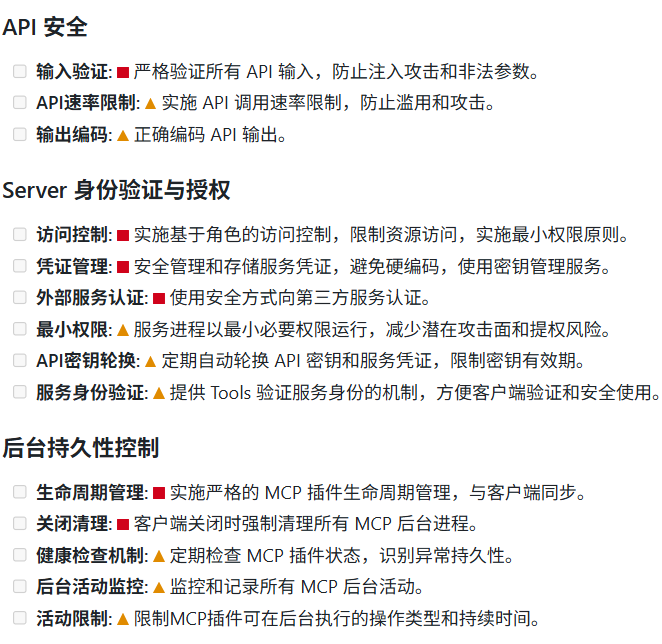 API 安全
输入验证: 严格验证所有 API 输入，防止注入攻击和非法参数。
API速率限制: 实施 API 调用速率限制，防止滥用和攻击。
输出编码: 正确编码 API 输出。
Server 身份验证与授权
访问控制: 实施基于角色的访问控制，限制资源访问，实施最小权限原则。
凭证管理: 安全管理和存储服务凭证，避免硬编码，使用密钥管理服务。
外部服务认证: 使用安全方式向第三方服务认证。
最小权限: 服务进程以最小必要权限运行，减少潜在攻击面和提权风险。
API密钥轮换: 定期自动轮换 API 密钥和服务凭证，限制密钥有效期。
服务身份验证: 提供 Tools 验证服务身份的机制，方便客户端验证和安全使用。
后台持久性控制
生命周期管理: 实施严格的 MCP 插件生命周期管理，与客户端同步。
关闭清理: 客户端关闭时强制清理所有 MCP 后台进程。
健康检查机制: 定期检查 MCP 插件状态，识别异常持久性。
后台活动监控: 监控和记录所有 MCP 后台活动。
活动限制: 限制MCP插件可在后台执行的操作类型和持续时间。